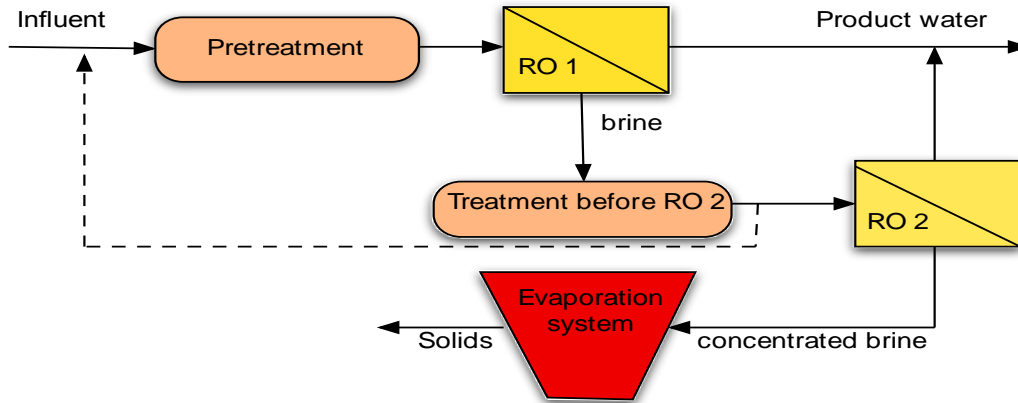 Influent
Product water
Pretreatment
RO 1
brine
Treatment before RO 2
RO 2
Evaporation
system
Solids
concentrated brine